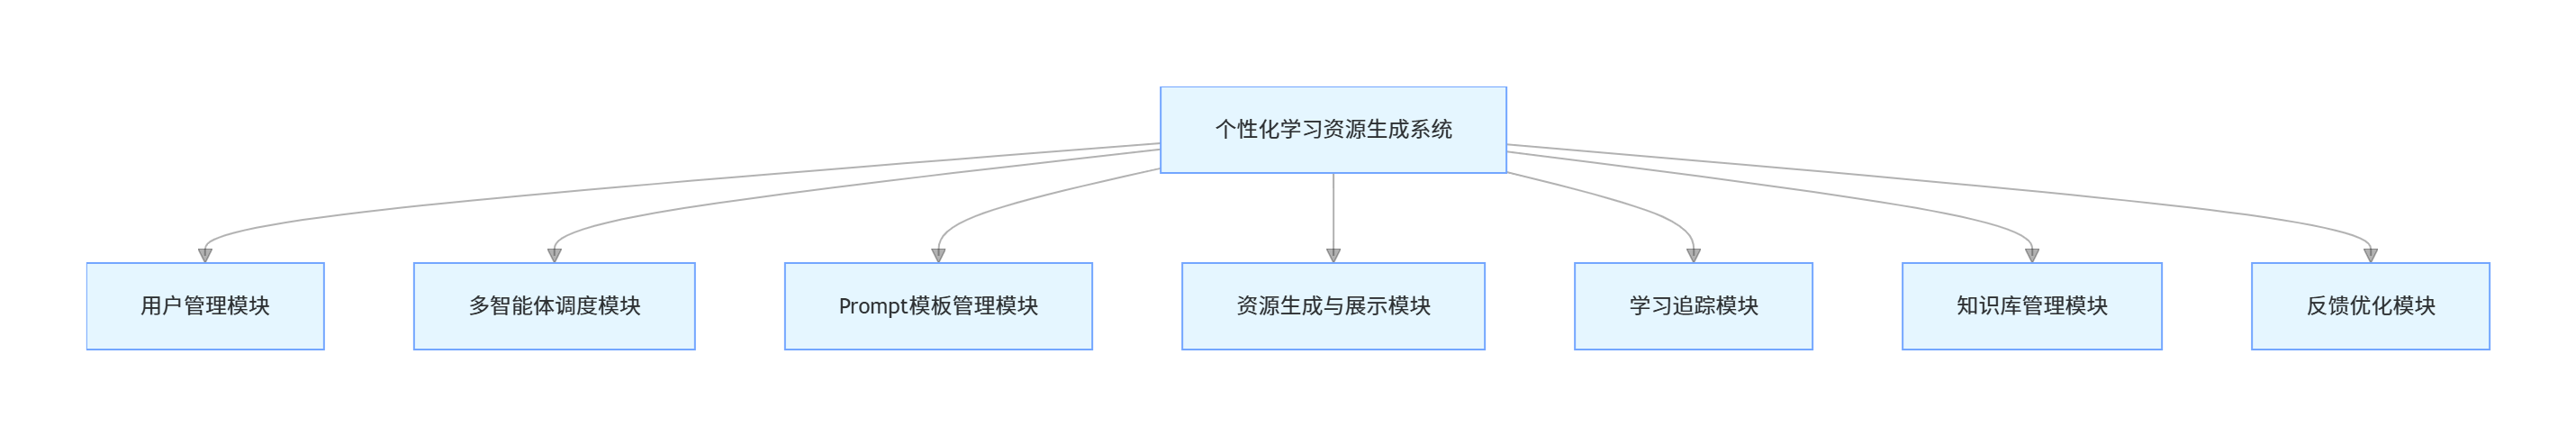 个性化学习资源生成系统
用户管理模块
多智能体调度模块
Prompt模板管理模块
资源生成与展示模块
学习追踪模块
知识库管理模块
反馈优化模块